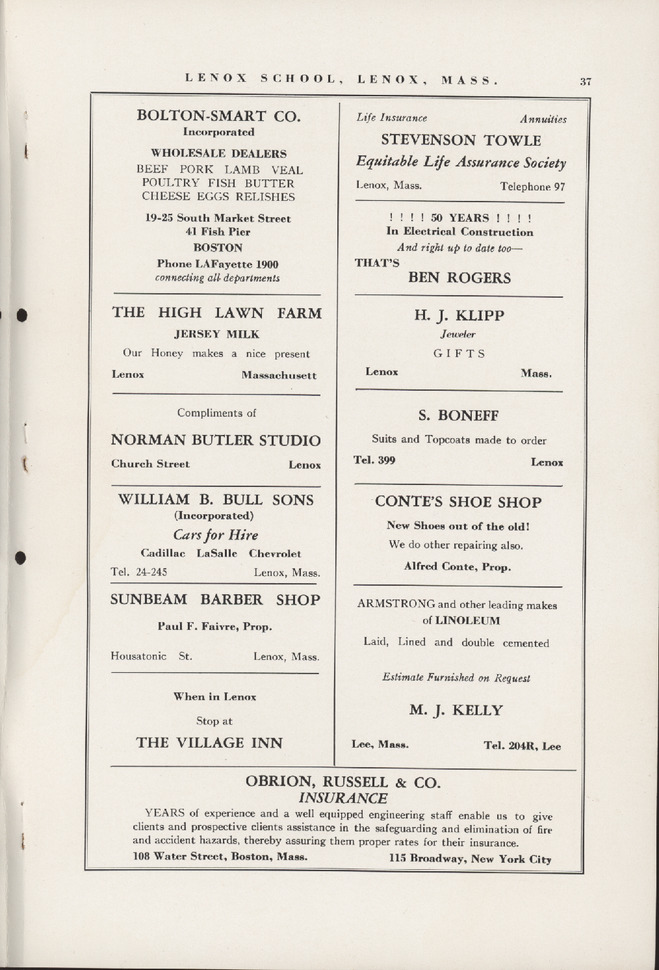 LENOX SCHOOL, LENOX, MASS. 37
BOLTON-SMART CO.
Incorporated
WHOLESALE DEALERS
BEEF PORK LAMB VEAL
POULTRY FISH BUTTER
CHEESE EGGS RELISHES
19-25 South Market Street
41 Fish Pier
BOSTON
Phone LAFayette 1900
connecting all departments
THE HIGH LAWN FARM
JERSEY MILK
Our Honey makes a nice present
Lenox Massachusett
Compliments of
NORMAN BUTLER STUDIO
Church Street Lenox
WILLIAM B. BULL SONS
(Incorporated)
Cars for Hire
Cadillac LaSalle Chevrolet
Tel. 24-245 Lenox, Mass.
SUNBEAM BARBER SHOP
Paul F. Faivre, Prop.
Housatonic St. Lenox, Mass.
When in Lenox
Stop at
THE VILLAGE INN
Life Insurance Annuities
STEVENSON TOWLE
Equitable Life Assurance Society
Lenox, Mass. Telephone 97
! ! ! ! 50 YEARS ! ! ! !
In Electrical Construction
And right up to date too—
THAT'S
BEN ROGERS
H. J. KLIPP
Jeweler
GIFTS
Lenox Mass.
S. BONEFF
Suits and Topcoats made to order
Tel. 399 Lenox
CONTE'S SHOE SHOP
New Shoes out of the old!
We do other repairing also.
Alfred Conte, Prop.
ARMSTRONG and other leading makes
of LINOLEUM
Laid, Lined and double cemented
Estimate Furnished on Request
M. J. KELLY
Lee, Mass. Tel. 204R, Lee
OBRION, RUSSELL & CO.
INSURANCE
YEARS of experience and a well equipped engineering staff enable us to give
clients and prospective clients assistance in the safeguarding and elimination of fire
and accident hazards, thereby assuring them proper rates for their insurance.
108 Water Street, Boston, Mass. 115 Broadway, New York City